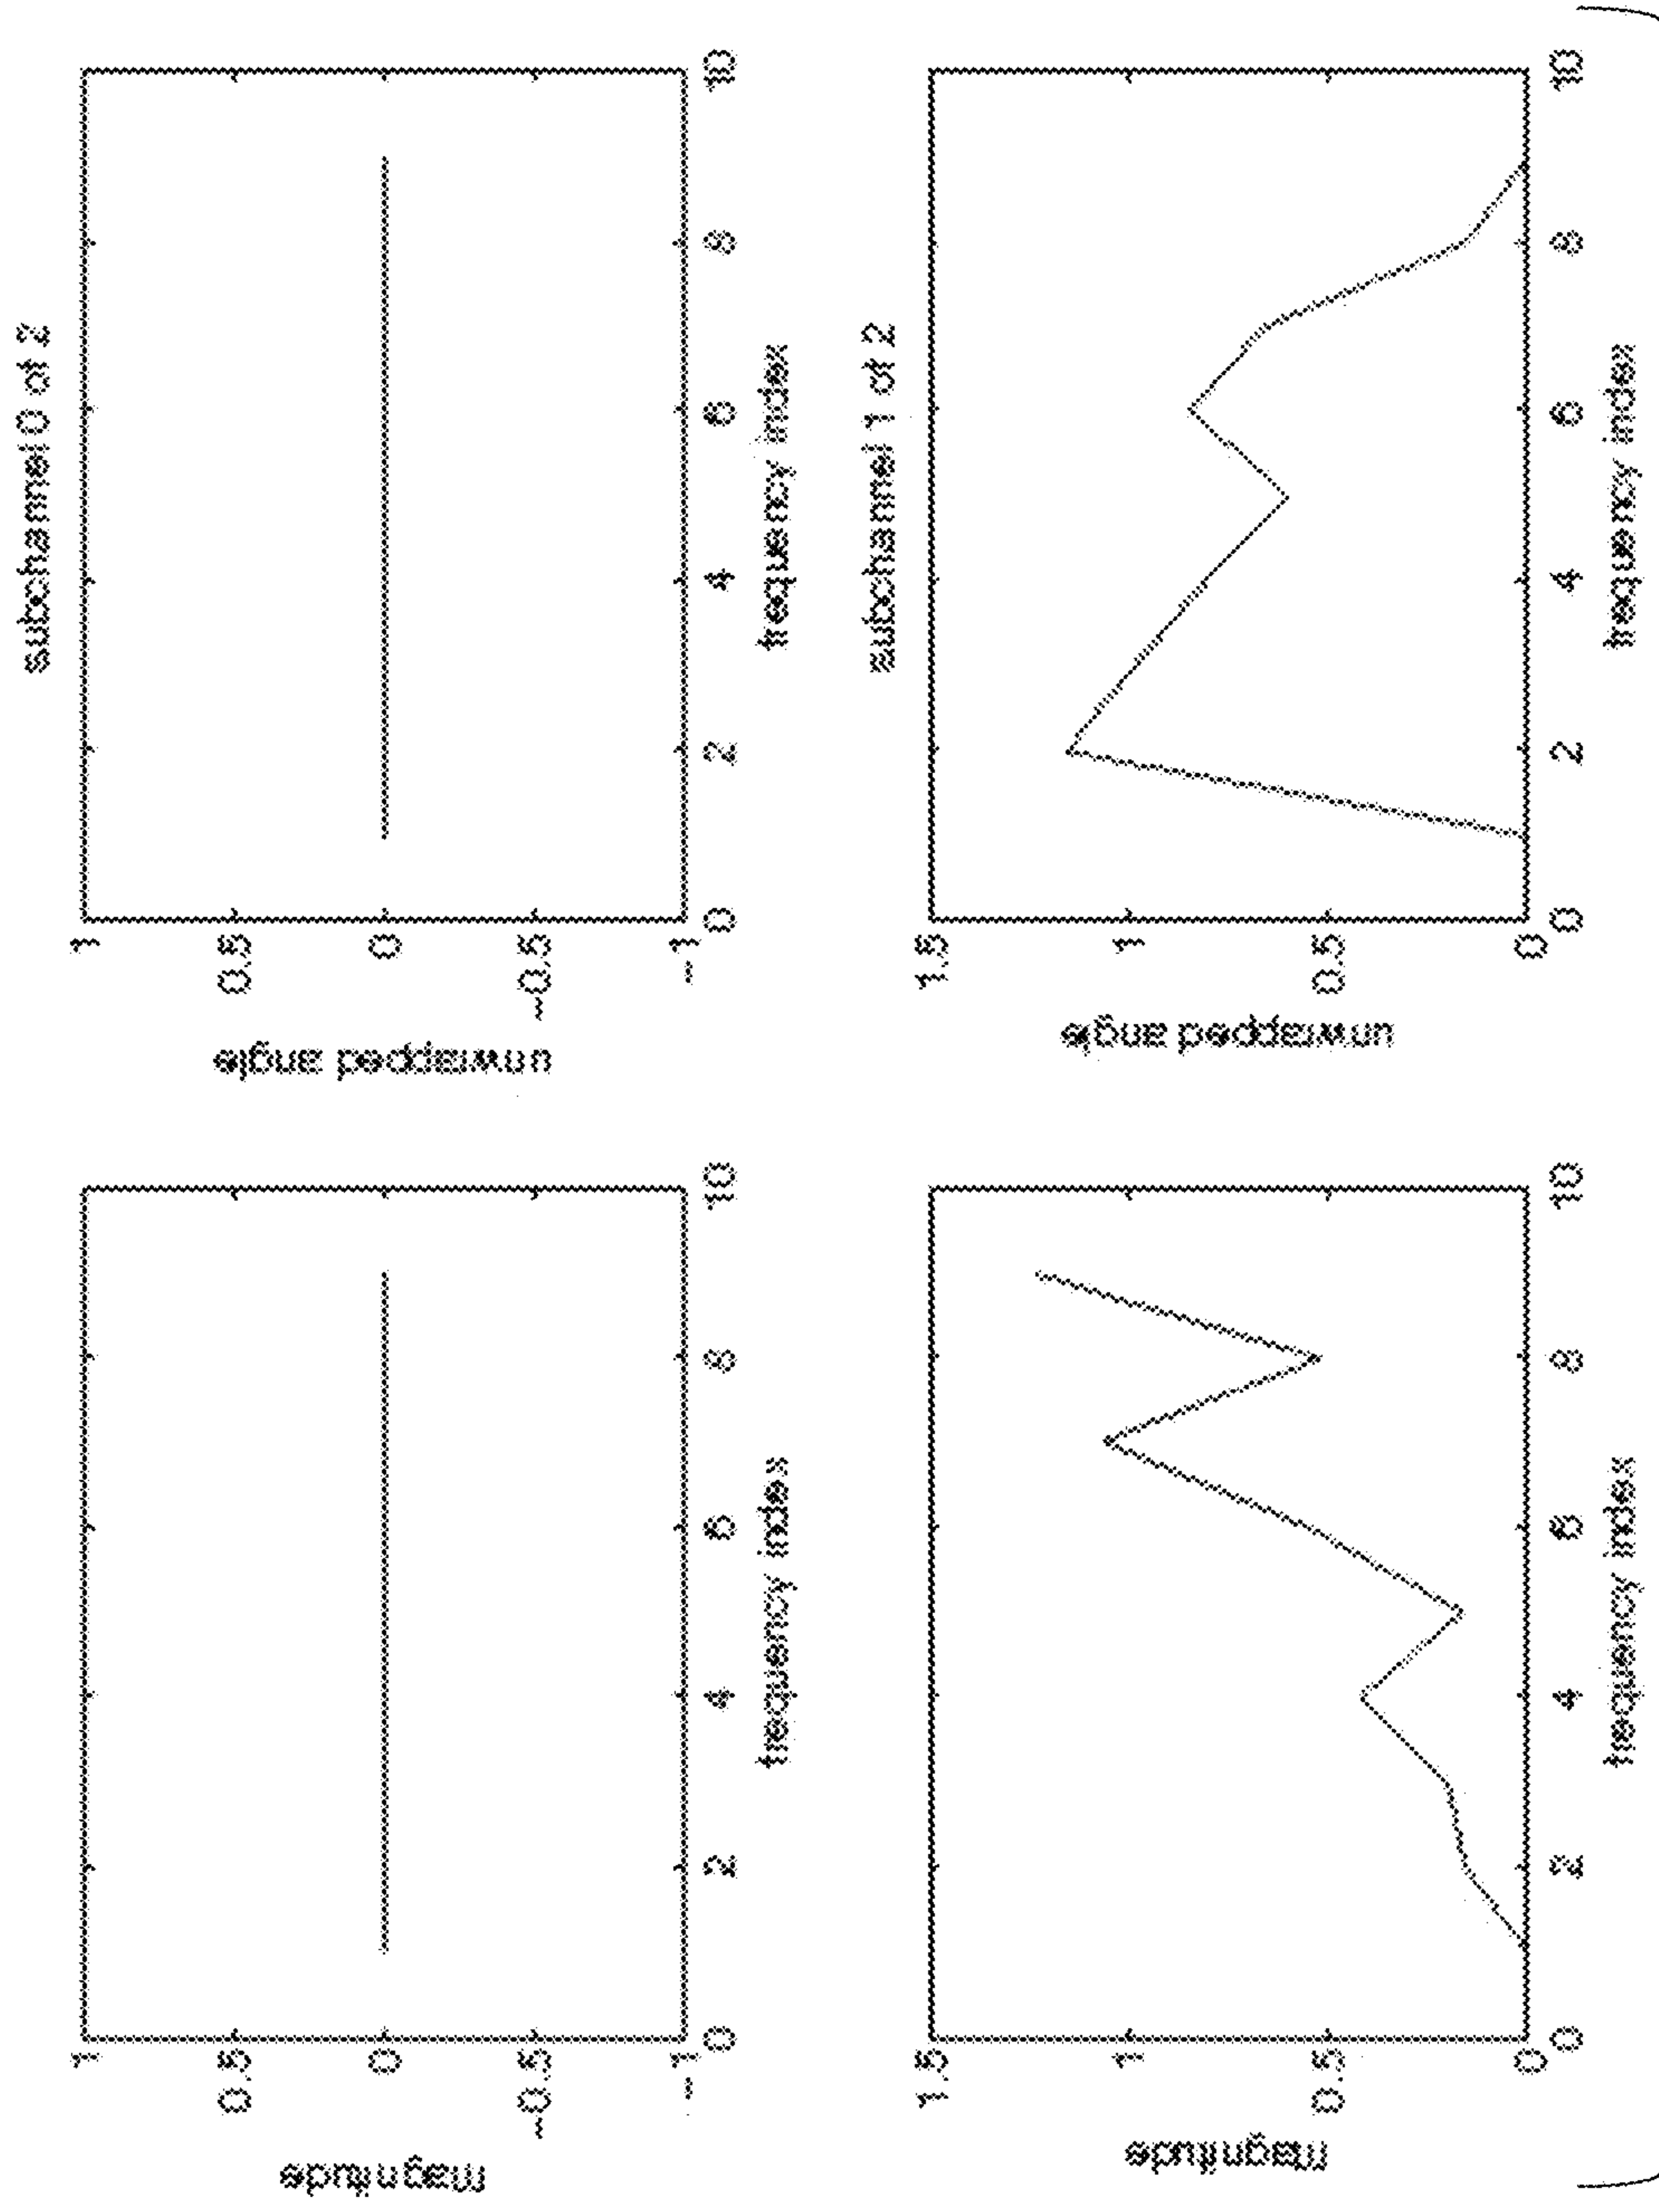 subchannel 0 of 2
magnitude
1
0.5
0
-0.5
-1
0 2 4 6 8 10
frequency index
unwrapped angle
1
0.5
0
-0.5
-1
0 2 4 6 8 10
frequency index
subchannel 1 of 2
magnitude
1.5
1
0.5
0
0 2 4 6 8 10
frequency index
unwrapped angle
1.5
1
0.5
0
0 2 4 6 8 10
frequency index